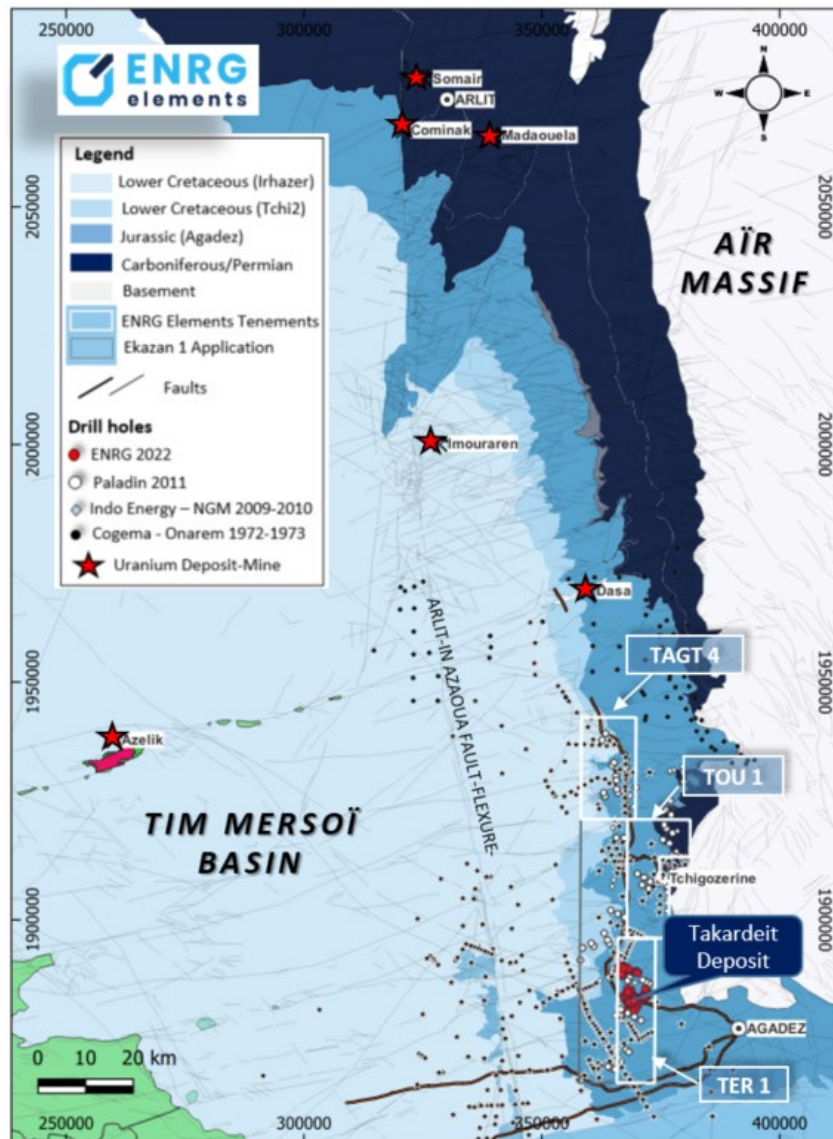 250000 300000 350000 400000
ENRG
elements
Legend
Lower Cretaceous (Irhazer)
Lower Cretaceous (Tchi2)
Jurassic (Agadez)
Carboniferous/Permian
Basement
ENRG Elements Tenements
Ekazan 1 Application
Faults
Drill holes
ENRG 2022
Paladin 2011
Indo Energy – NGM 2009-2010
Cogema - Onarem 1972-1973
Uranium Deposit-Mine
N
W E
S
Somair
ARLIT
Cominak
Madaouela
2050000
2050000
AÏR
MASSIF
2000000
2000000
Imouraren
Dasa
ARLIT-IN AZAOUA FAULT-FLEXURE-
TAGT 4
1950000
1950000
Azelik
TOU 1
TIM MERSOÏ
BASIN
Tchigozerine
1900000
1900000
Takardeit
Deposit
AGADEZ
0 10 20 km
TER 1
250000 300000 350000 400000